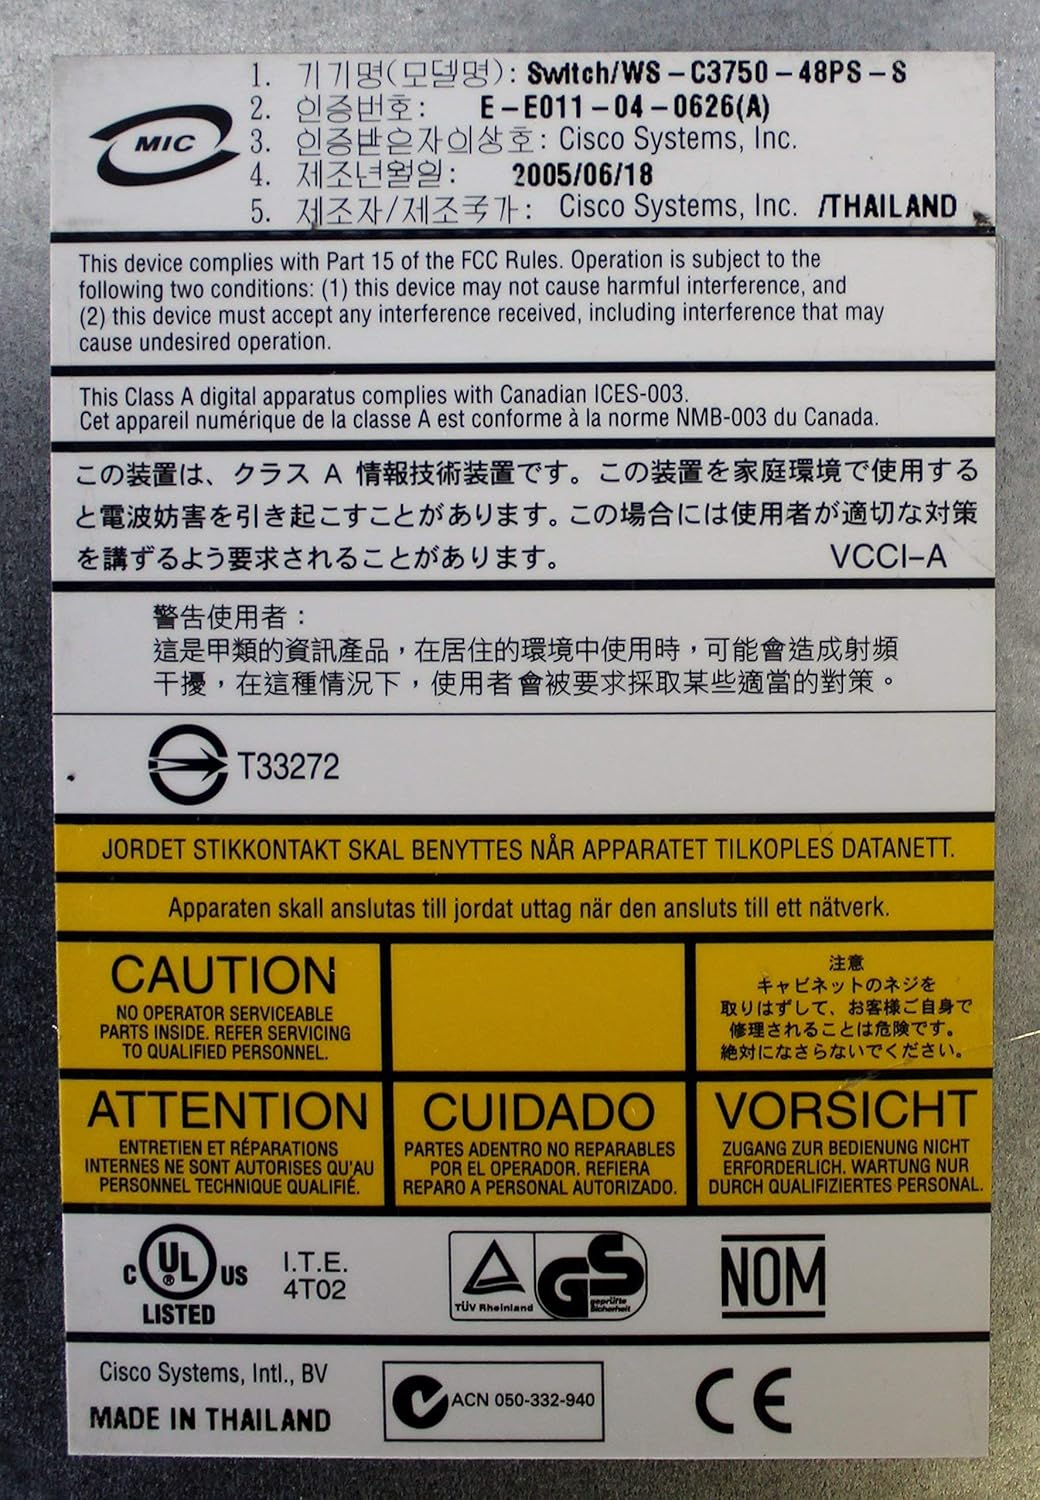 MIC
1. 기기명(모델명): Switch/WS-C3750-48PS-S
2. 인증번호: E-E011-04-0626(A)
3. 인증받은자의상호: Cisco Systems, Inc.
4. 제조년월일: 2005/06/18
5. 제조자/제조국가: Cisco Systems, Inc. /THAILAND
This device complies with Part 15 of the FCC Rules. Operation is subject to the
following two conditions: (1) this device may not cause harmful interference, and
(2) this device must accept any interference received, including interference that may
cause undesired operation.
This Class A digital apparatus complies with Canadian ICES-003.
Cet appareil numérique de la classe A est conforme à la norme NMB-003 du Canada.
この装置は、クラス A 情報技術装置です。この装置を家庭環境で使用する
と電波妨害を引き起こすことがあります。この場合には使用者が適切な対策
を講ずるよう要求されることがあります。 VCCI-A
警告使用者：
這是甲類的資訊產品，在居住的環境中使用時，可能會造成射頻
干擾，在這種情況下，使用者會被要求採取某些適當的對策。
T33272
JORDET STIKKONTAKT SKAL BENYTTES NÅR APPARATET TILKOPLES DATANETT.
Apparaten skall anslutas till jordat uttag när den ansluts till ett nätverk.
CAUTION
NO OPERATOR SERVICEABLE
PARTS INSIDE. REFER SERVICING
TO QUALIFIED PERSONNEL.
注意
キャビネットのネジを
取りはずして、お客様ご自身で
修理されることは危険です。
絶対になさらないでください。
ATTENTION
ENTRETIEN ET RÉPARATIONS
INTERNES NE SONT AUTORISES QU'AU
PERSONNEL TECHNIQUE QUALIFIÉ.
CUIDADO
PARTES ADENTRO NO REPARABLES
POR EL OPERADOR. REFIERA
REPARO A PERSONAL AUTORIZADO.
VORSICHT
ZUGANG ZUR BEDIENUNG NICHT
ERFORDERLICH. WARTUNG NUR
DURCH QUALIFIZIERTES PERSONAL.
C UL ® US
LISTED
I.T.E.
4T02
TÜV Rheinland
GS
geprüfte
Sicherheit
NOM
Cisco Systems, Intl., BV
MADE IN THAILAND
ACN 050-332-940
CE